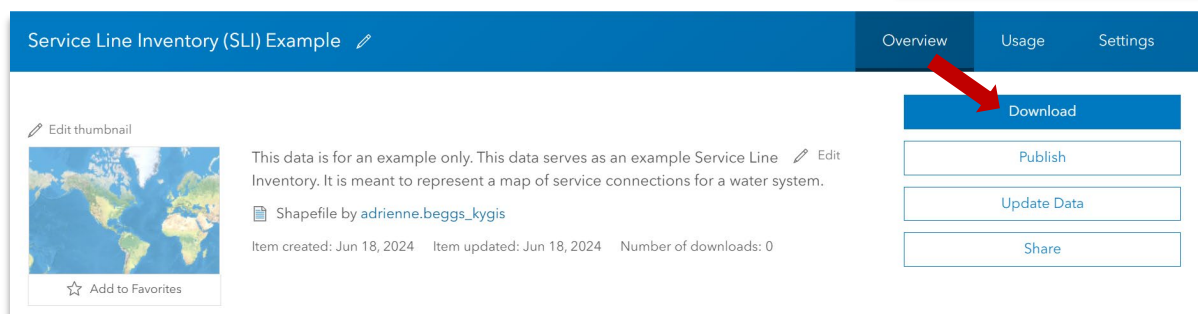 Service Line Inventory (SLI) Example
Overview
Usage
Settings
Download
Publish
Update Data
Share
Edit thumbnail
Add to Favorites
This data is for an example only. This data serves as an example Service Line
Inventory. It is meant to represent a map of service connections for a water system.
Edit
Shapefile by adrienne.beggs_kygis
Item created: Jun 18, 2024 Item updated: Jun 18, 2024 Number of downloads: 0